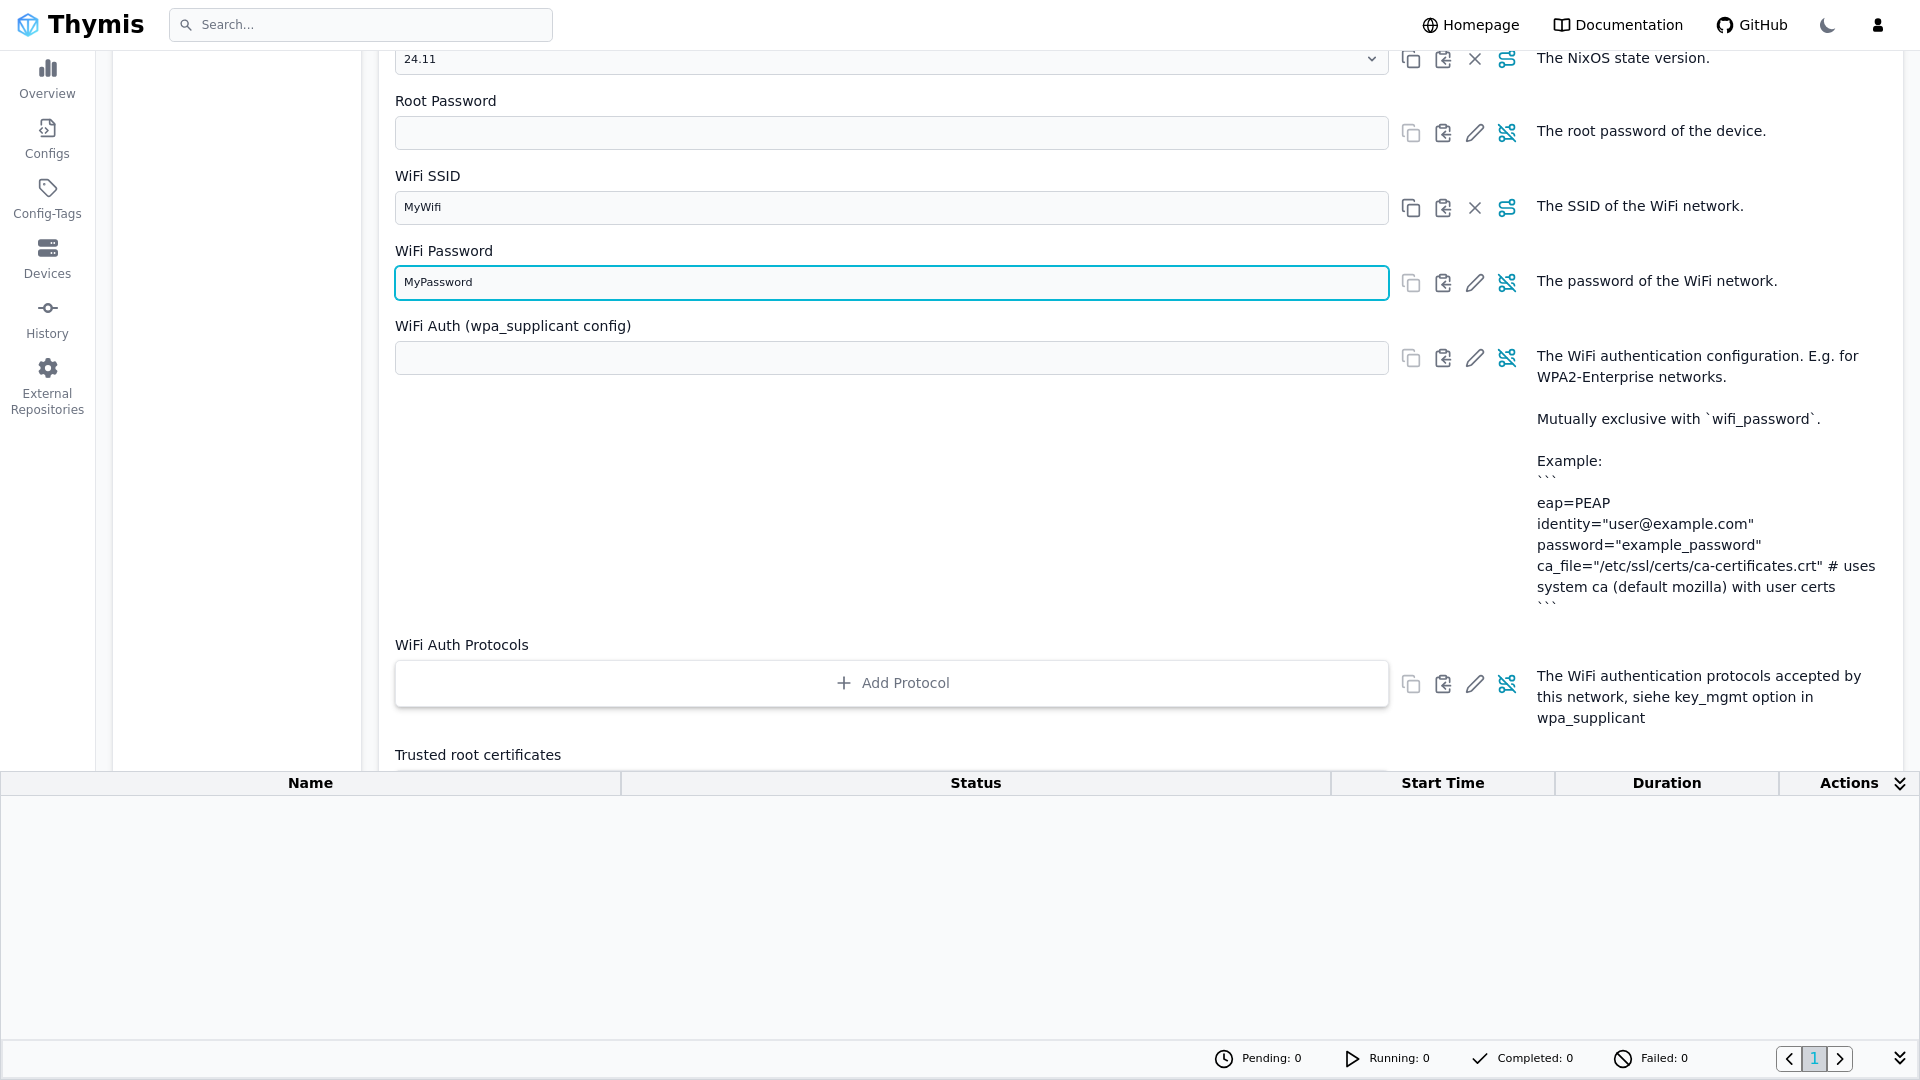 Thymis
Search...
Homepage
Documentation
GitHub
Overview
Configs
Config-Tags
Devices
History
External
Repositories
24.11
The NixOS state version.
Root Password
The root password of the device.
WiFi SSID
MyWifi
The SSID of the WiFi network.
WiFi Password
MyPassword
The password of the WiFi network.
WiFi Auth (wpa_supplicant config)
The WiFi authentication configuration. E.g. for
WPA2-Enterprise networks.
Mutually exclusive with `wifi_password`.
Example:
```
eap=PEAP
identity="user@example.com"
password="example_password"
ca_file="/etc/ssl/certs/ca-certificates.crt" # uses
system ca (default mozilla) with user certs
```
WiFi Auth Protocols
Add Protocol
The WiFi authentication protocols accepted by
this network, siehe key_mgmt option in
wpa_supplicant
Trusted root certificates
Name
Status
Start Time
Duration
Actions
Pending: 0
Running: 0
Completed: 0
Failed: 0
1